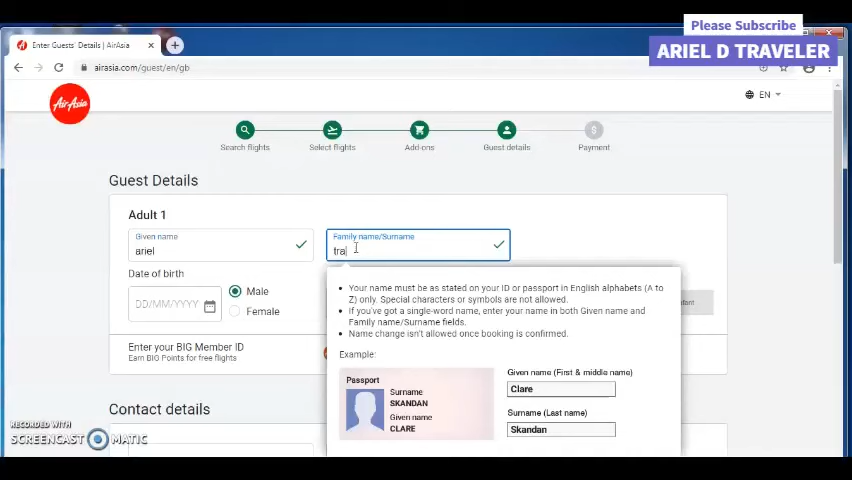 Please Subscribe
ARIEL D TRAVELER
Enter Guests' Details | AirAsia
airasia.com/guest/en/gb
AirAsia
EN
Search flights
Select flights
Add-ons
Guest details
Payment
Guest Details
Adult 1
Given name
ariel
Family name/Surname
tra
Date of birth
DD/MM/YYYY
Male
Female
Your name must be as stated on your ID or passport in English alphabets (A to
Z) only. Special characters or symbols are not allowed.
If you've got a single-word name, enter your name in both Given name and
Family name/Surname fields.
Name change isn't allowed once booking is confirmed.
Example:
Passport
Surname
SKANDAN
Given name
CLARE
Given name (First & middle name)
Clare
Surname (Last name)
Skandan
Enter your BIG Member ID
Earn BIG Points for free flights
Contact details
RECORDED WITH
SCREENCAST MATIC